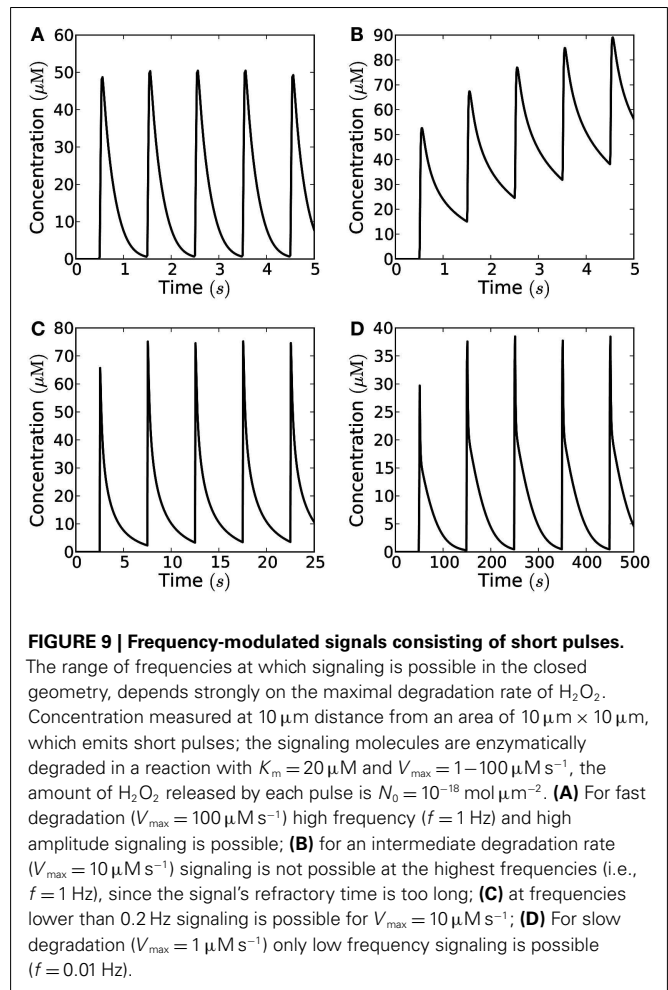 A
60
50
40
30
20
10
0
Concentration (μM)
0 1 2 3 4 5
Time (s)
B
90
80
70
60
50
40
30
20
10
0
Concentration (μM)
0 1 2 3 4 5
Time (s)
C
80
70
60
50
40
30
20
10
0
Concentration (μM)
0 5 10 15 20 25
Time (s)
D
40
35
30
25
20
15
10
5
0
Concentration (μM)
0 100 200 300 400 500
Time (s)
FIGURE 9 | Frequency-modulated signals consisting of short pulses.
The range of frequencies at which signaling is possible in the closed
geometry, depends strongly on the maximal degradation rate of H₂O₂.
Concentration measured at 10 μm distance from an area of 10 μm × 10 μm,
which emits short pulses; the signaling molecules are enzymatically
degraded in a reaction with Kₘ = 20 μM and Vₘₐₓ = 1–100 μM s⁻¹, the
amount of H₂O₂ released by each pulse is N₀ = 10⁻¹⁸ mol μm⁻². (A) For fast
degradation (Vₘₐₓ = 100 μM s⁻¹) high frequency (f = 1 Hz) and high
amplitude signaling is possible; (B) for an intermediate degradation rate
(Vₘₐₓ = 10 μM s⁻¹) signaling is not possible at the highest frequencies (i.e.,
f = 1 Hz), since the signal's refractory time is too long; (C) at frequencies
lower than 0.2 Hz signaling is possible for Vₘₐₓ = 10 μM s⁻¹; (D) For slow
degradation (Vₘₐₓ = 1 μM s⁻¹) only low frequency signaling is possible
(f = 0.01 Hz).